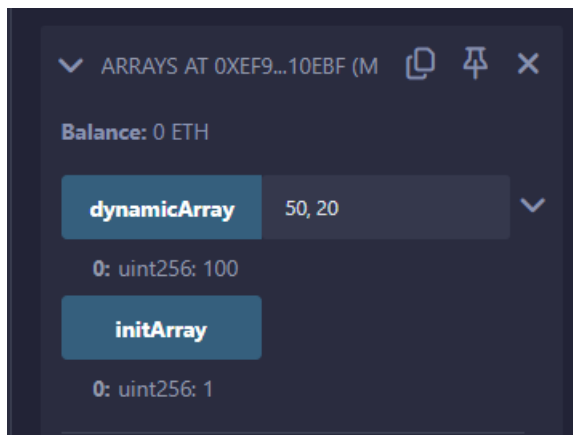 ARRAYS AT 0XEF9...10EBF (M
Balance: 0 ETH
dynamicArray 50, 20
0: uint256: 100
initArray
0: uint256: 1